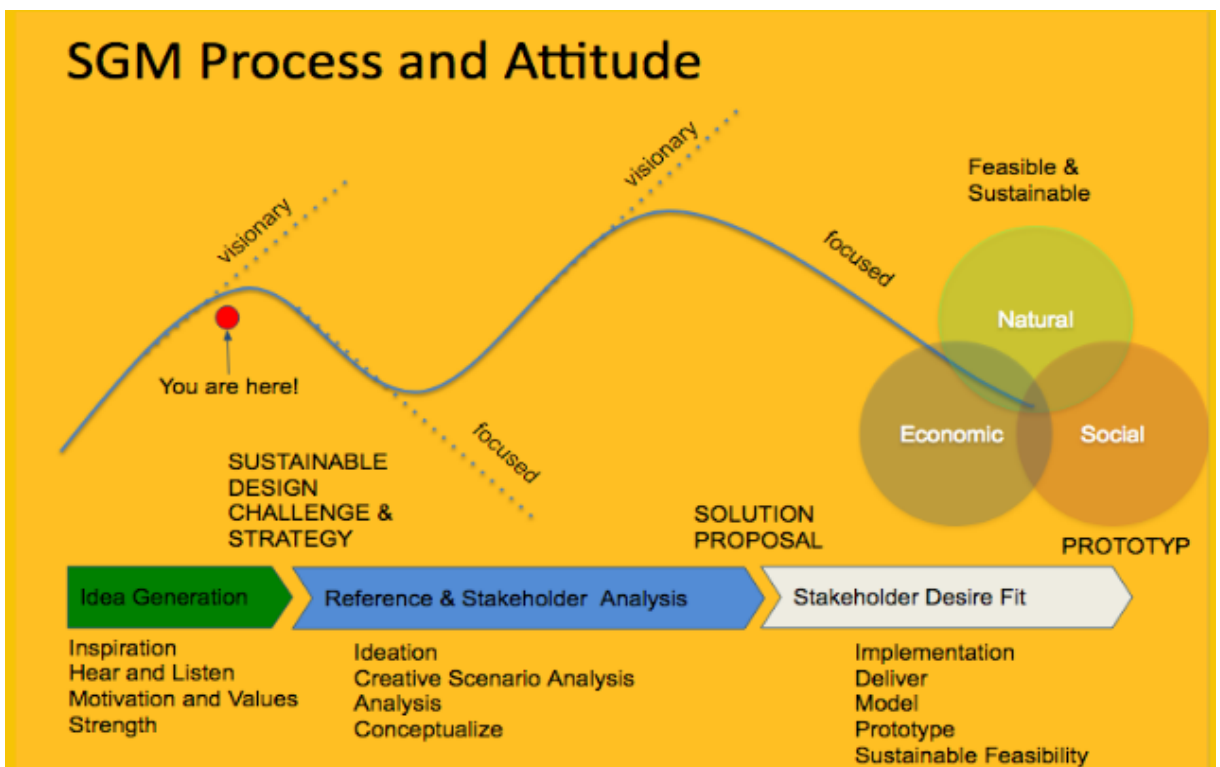 SGM Process and Attitude
visionary
visionary
Feasible &
Sustainable
focused
Natural
You are here!
focused
Economic
Social
SUSTAINABLE
DESIGN
CHALLENGE &
STRATEGY
SOLUTION
PROPOSAL
PROTOTYP
Idea Generation
Reference & Stakeholder Analysis
Stakeholder Desire Fit
Inspiration
Hear and Listen
Motivation and Values
Strength
Ideation
Creative Scenario Analysis
Analysis
Conceptualize
Implementation
Deliver
Model
Prototype
Sustainable Feasibility